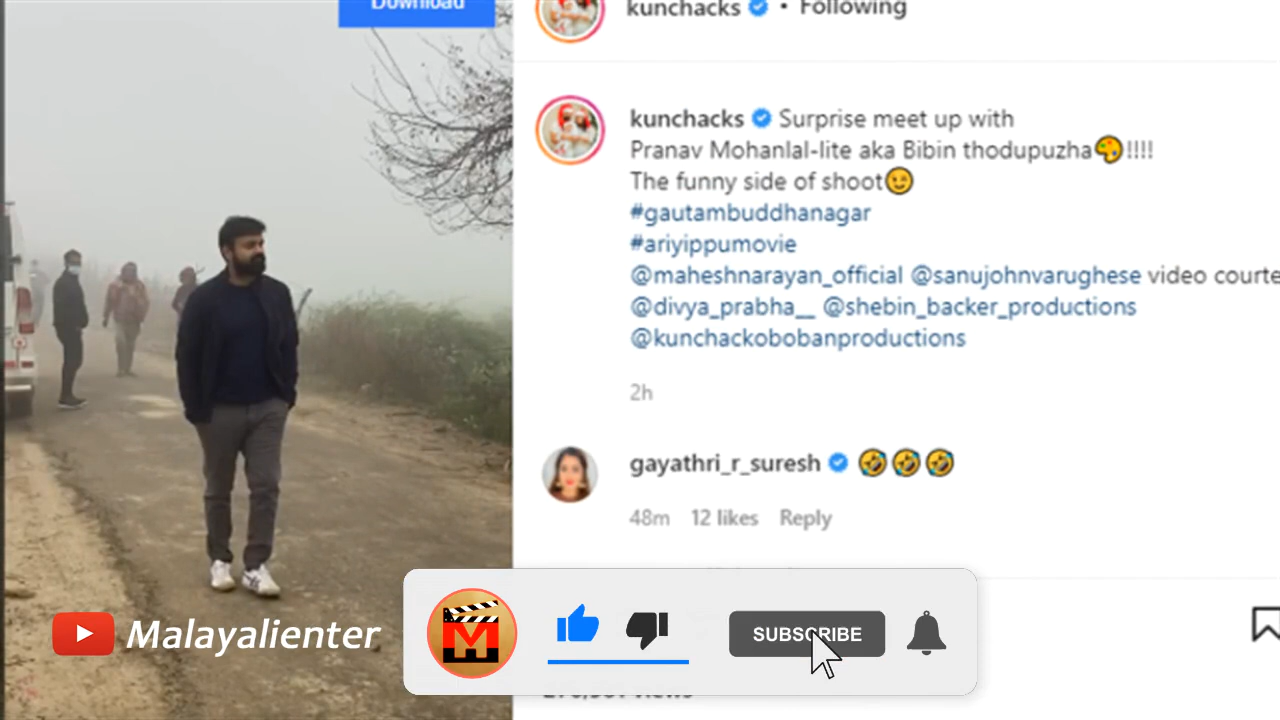 Download
kunchacks • Following
kunchacks Surprise meet up with
Pranav Mohanlal-lite aka Bibin thodupuzha🎨!!!!
The funny side of shoot😉
#gautambuddhanagar
#ariyippumovie
@maheshnarayan_official @sanujohnvarughese video
@divya_prabha__ @shebin_backer_productions
@kunchackobobanproductions
2h
gayathri_r_suresh 🤣🤣🤣
48m 12 likes Reply
Malayalienter
M
SUBSCRIBE
views